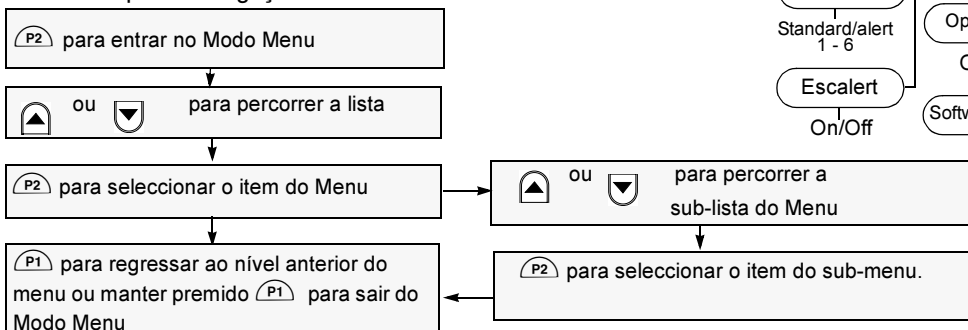 P2 para entrar no Modo Menu
ou para percorrer a lista
P2 para seleccionar o item do Menu
P1 para regressar ao nível anterior do
menu ou manter premido P1 para sair do
Modo Menu
ou para percorrer a
sub-lista do Menu
P2 para seleccionar o item do sub-menu.
Standard/alert
1 - 6
Escalert
On/Off